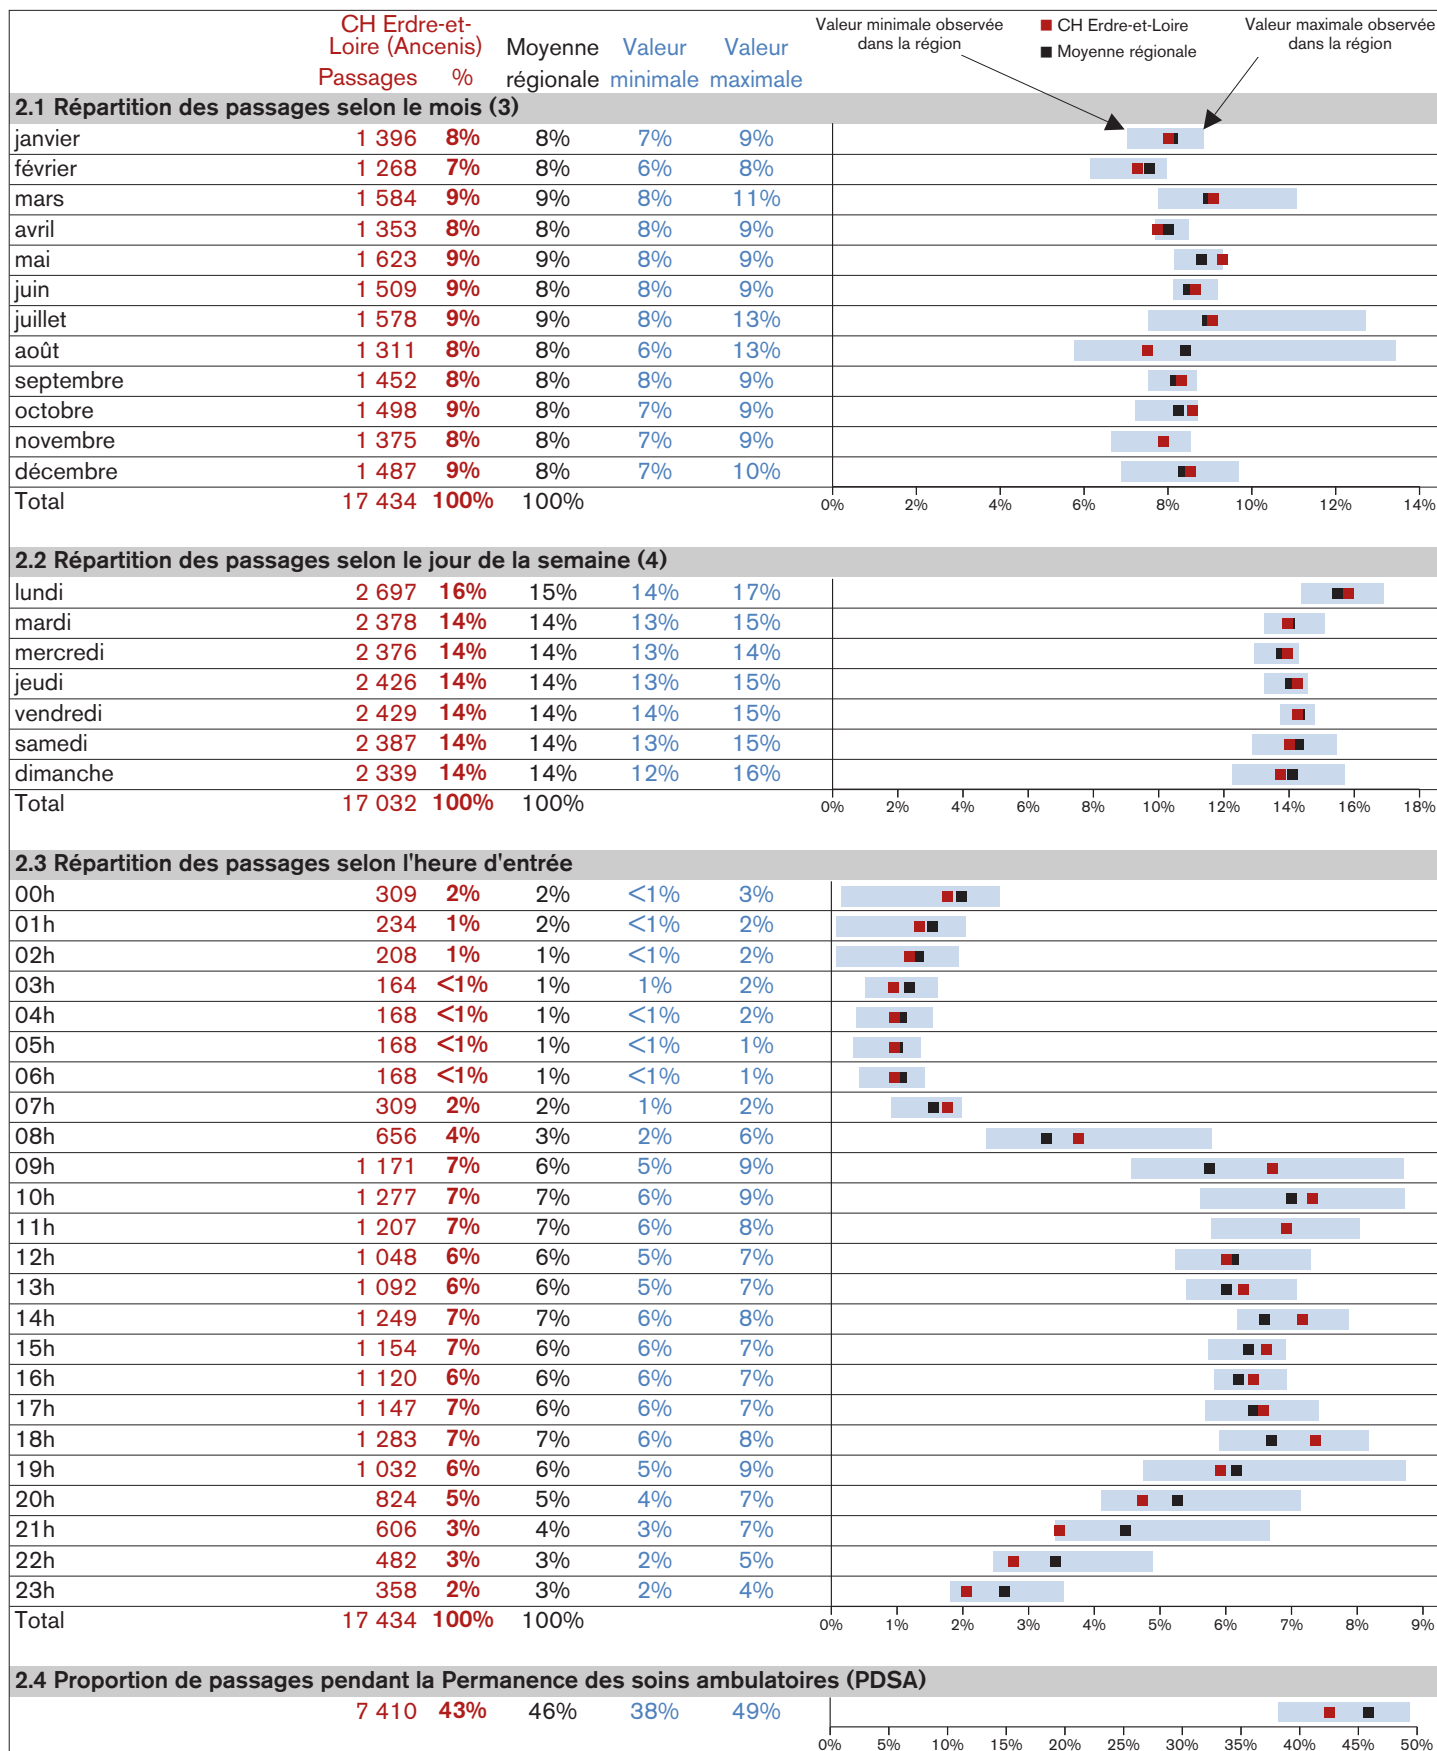 CH Erdre-et-
Loire (Ancenis) Moyenne Valeur Valeur
Passages % régionale minimale maximale
Valeur minimale observée
dans la région
CH Erdre-et-Loire
Moyenne régionale
Valeur maximale observée
dans la région
2.1 Répartition des passages selon le mois (3)
janvier 1 396 8% 8% 7% 9%
février 1 268 7% 8% 6% 8%
mars 1 584 9% 9% 8% 11%
avril 1 353 8% 8% 8% 9%
mai 1 623 9% 9% 8% 9%
juin 1 509 9% 8% 8% 9%
juillet 1 578 9% 9% 8% 13%
août 1 311 8% 8% 6% 13%
septembre 1 452 8% 8% 8% 9%
octobre 1 498 9% 8% 7% 9%
novembre 1 375 8% 8% 7% 9%
décembre 1 487 9% 8% 7% 10%
Total 17 434 100% 100%
0% 2% 4% 6% 8% 10% 12% 14%
2.2 Répartition des passages selon le jour de la semaine (4)
lundi 2 697 16% 15% 14% 17%
mardi 2 378 14% 14% 13% 15%
mercredi 2 376 14% 14% 13% 14%
jeudi 2 426 14% 14% 13% 15%
vendredi 2 429 14% 14% 14% 15%
samedi 2 387 14% 14% 13% 15%
dimanche 2 339 14% 14% 12% 16%
Total 17 032 100% 100%
0% 2% 4% 6% 8% 10% 12% 14% 16% 18%
2.3 Répartition des passages selon l'heure d'entrée
00h 309 2% 2% <1% 3%
01h 234 1% 2% <1% 2%
02h 208 1% 1% <1% 2%
03h 164 <1% 1% 1% 2%
04h 168 <1% 1% <1% 2%
05h 168 <1% 1% <1% 1%
06h 168 <1% 1% <1% 1%
07h 309 2% 2% 1% 2%
08h 656 4% 3% 2% 6%
09h 1 171 7% 6% 5% 9%
10h 1 277 7% 7% 6% 9%
11h 1 207 7% 7% 6% 8%
12h 1 048 6% 6% 5% 7%
13h 1 092 6% 6% 5% 7%
14h 1 249 7% 7% 6% 8%
15h 1 154 7% 6% 6% 7%
16h 1 120 6% 6% 6% 7%
17h 1 147 7% 6% 6% 7%
18h 1 283 7% 7% 6% 8%
19h 1 032 6% 6% 5% 9%
20h 824 5% 5% 4% 7%
21h 606 3% 4% 3% 7%
22h 482 3% 3% 2% 5%
23h 358 2% 3% 2% 4%
Total 17 434 100% 100%
0% 1% 2% 3% 4% 5% 6% 7% 8% 9%
2.4 Proportion de passages pendant la Permanence des soins ambulatoires (PDSA)
7 410 43% 46% 38% 49%
0% 5% 10% 15% 20% 25% 30% 35% 40% 45% 50%